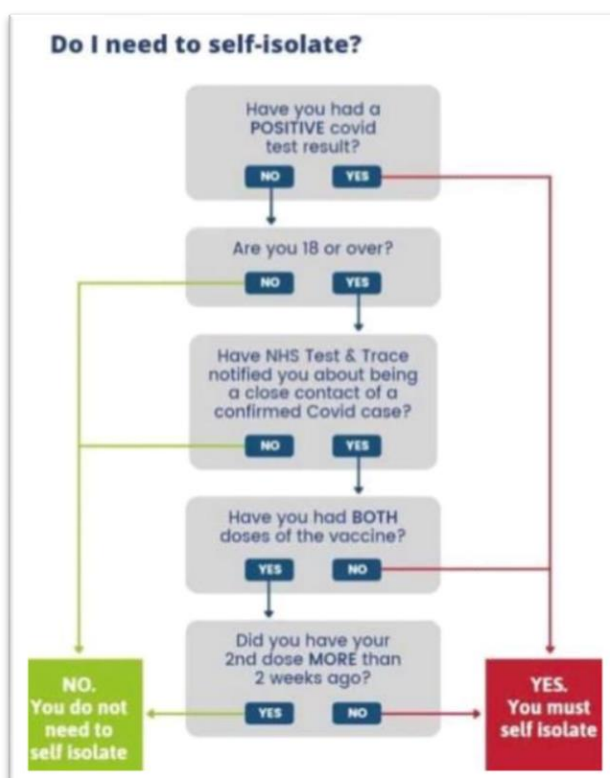 Do I need to self-isolate?
Have you had a
POSITIVE covid
test result?
NO YES
Are you 18 or over?
NO YES
Have NHS Test & Trace
notified you about being
a close contact of a
confirmed Covid case?
NO YES
Have you had BOTH
doses of the vaccine?
YES NO
Did you have your
2nd dose MORE than
2 weeks ago?
YES NO
NO.
You do not
need to
self isolate
YES.
You must
self isolate